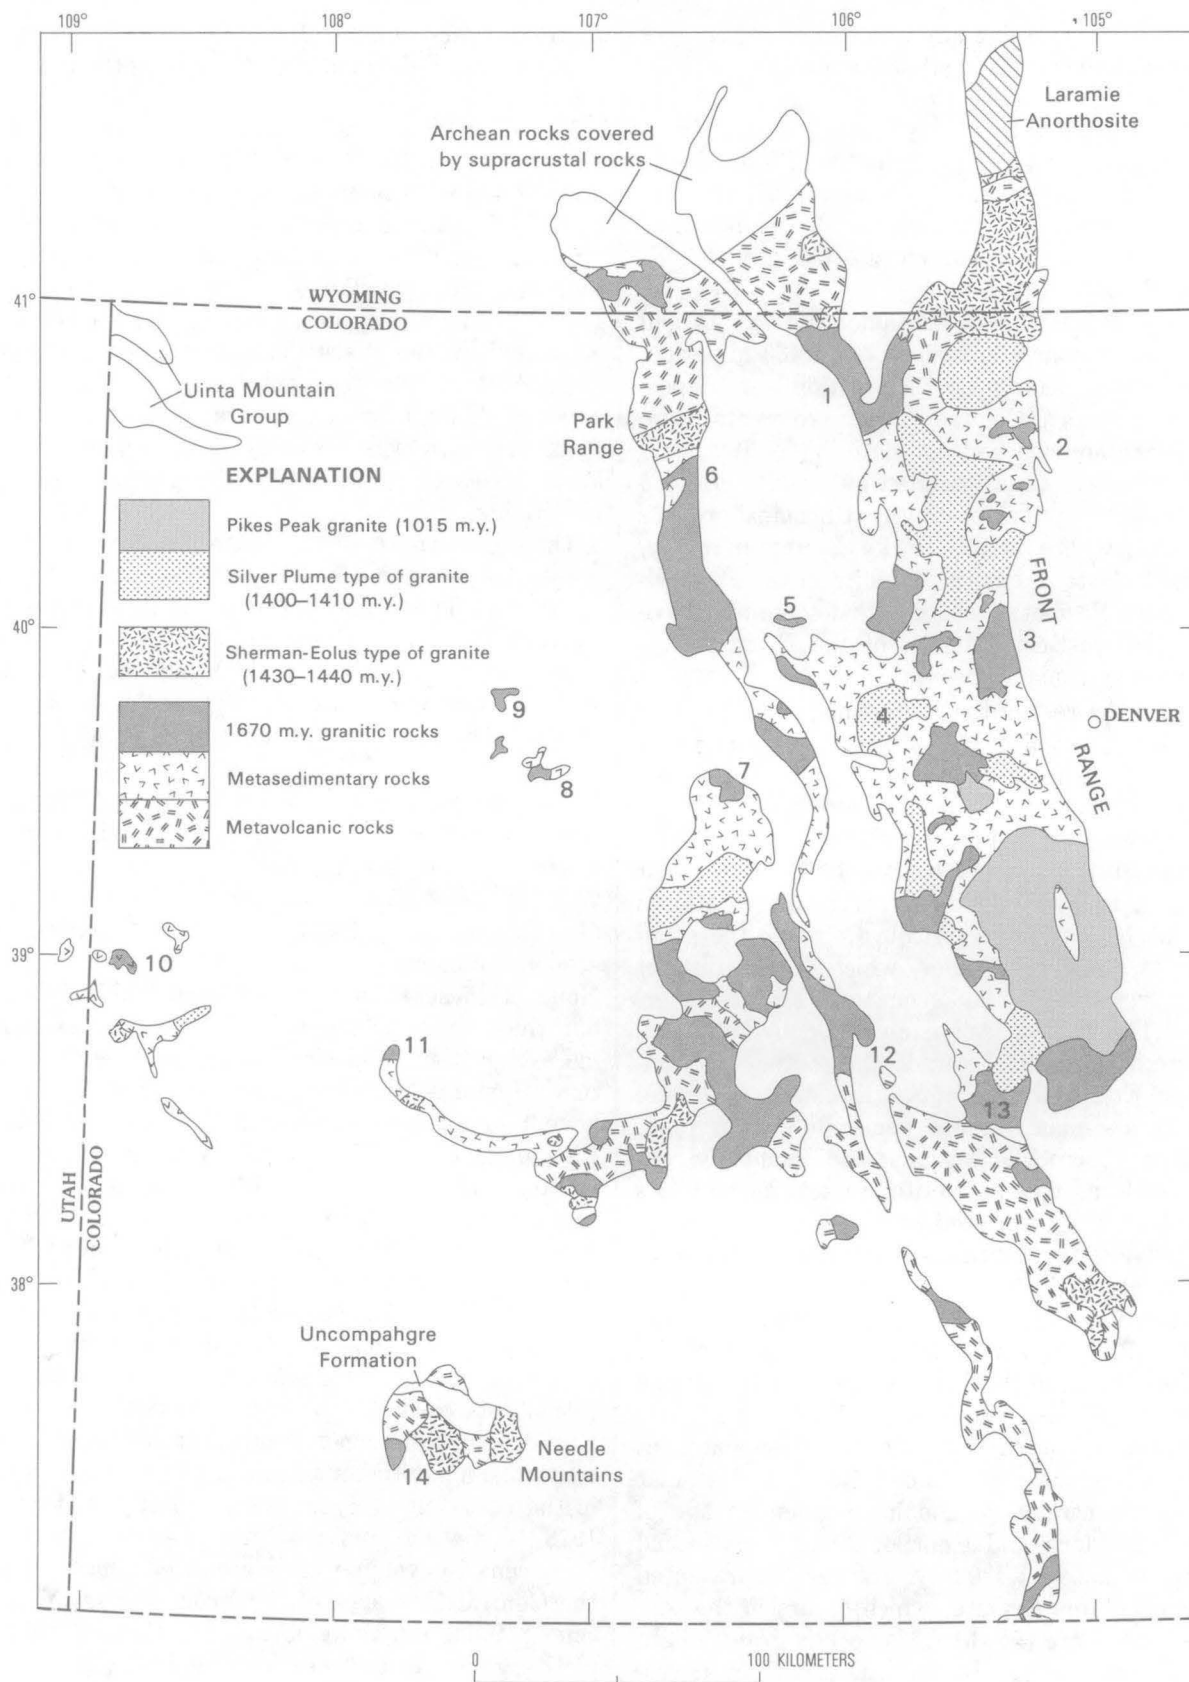 109°
108°
107°
106°
105°
Laramie
Anorthosite
Archean rocks covered
by supracrustal rocks
41°
WYOMING
COLORADO
Uinta Mountain
Group
Park
Range
1
2
6
EXPLANATION
Pikes Peak granite (1015 m.y.)
Silver Plume type of granite
(1400–1410 m.y.)
Sherman-Eolus type of granite
(1430–1440 m.y.)
1670 m.y. granitic rocks
Metasedimentary rocks
Metavolcanic rocks
FRONT
RANGE
40°
5
3
4
DENVER
9
8
7
39°
10
11
12
13
UTAH
COLORADO
38°
Uncompahgre
Formation
Needle
Mountains
14
0
100 KILOMETERS